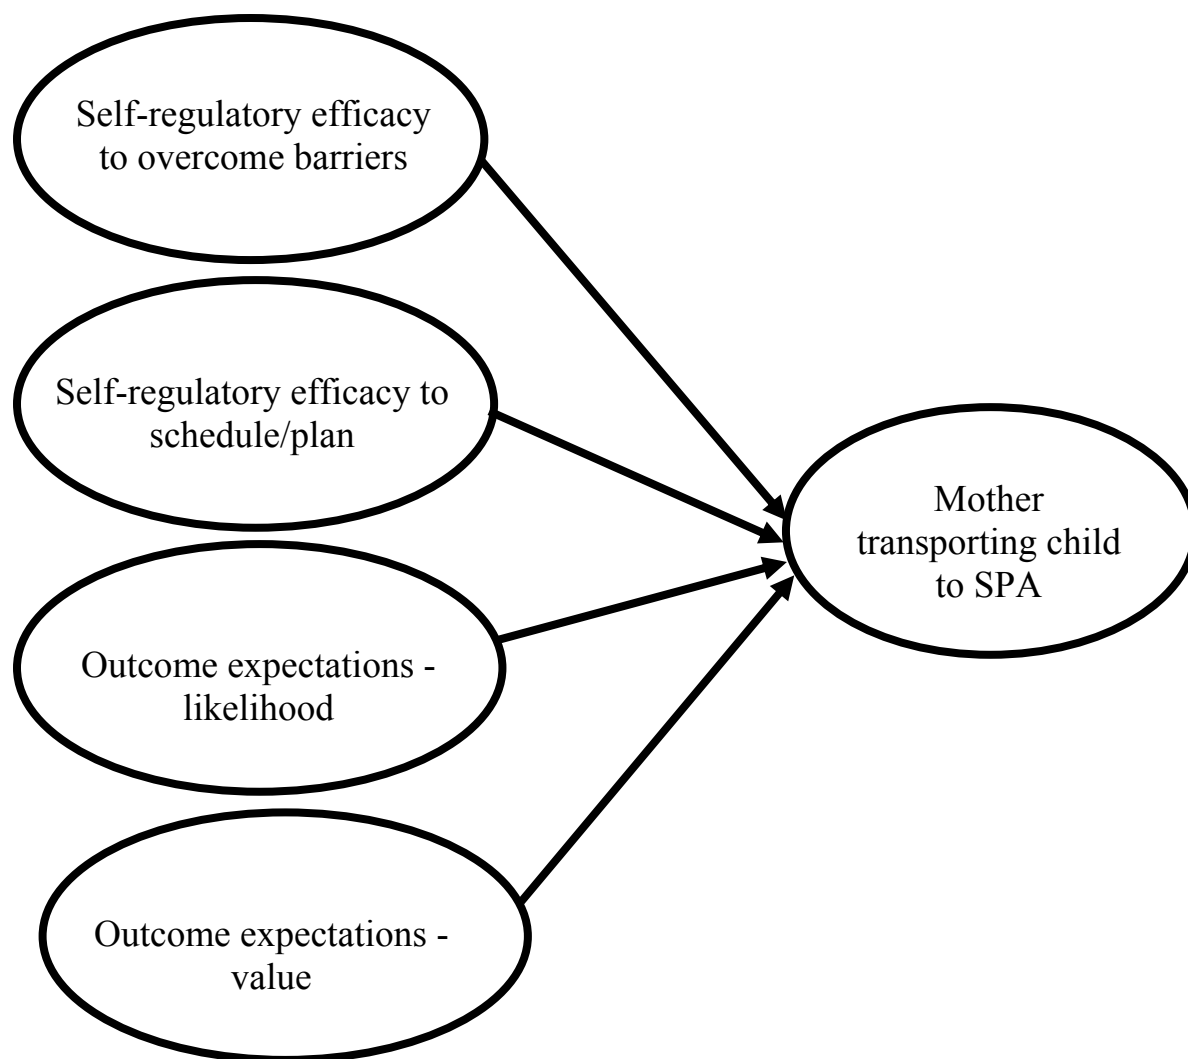 Self-regulatory efficacy
to overcome barriers
Self-regulatory efficacy to
schedule/plan
Mother
transporting child
to SPA
Outcome expectations -
likelihood
Outcome expectations -
value